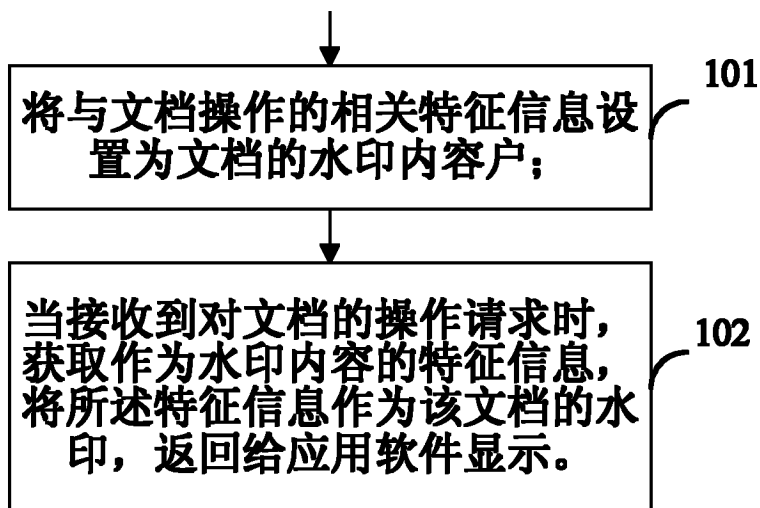 101
将与文档操作的相关特征信息设
置为文档的水印内容户；
102
当接收到对文档的操作请求时，
获取作为水印内容的特征信息，
将所述特征信息作为该文档的水
印，返回给应用软件显示。